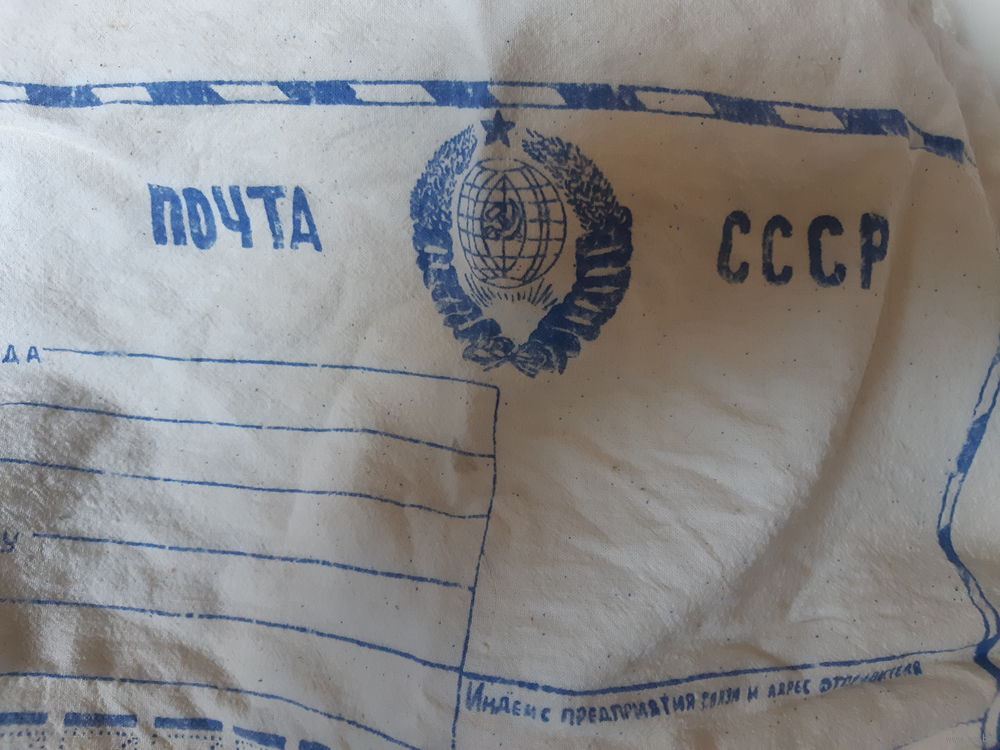 ПОЧТА СССР
ДА
У
Индекс предприятия связи и адрес отправителя